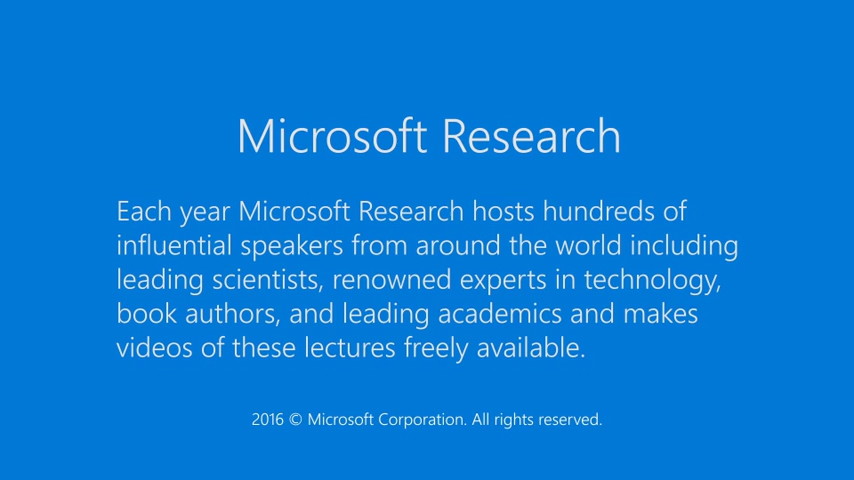 Microsoft Research
Each year Microsoft Research hosts hundreds of
influential speakers from around the world including
leading scientists, renowned experts in technology,
book authors, and leading academics and makes
videos of these lectures freely available.
2016 © Microsoft Corporation. All rights reserved.